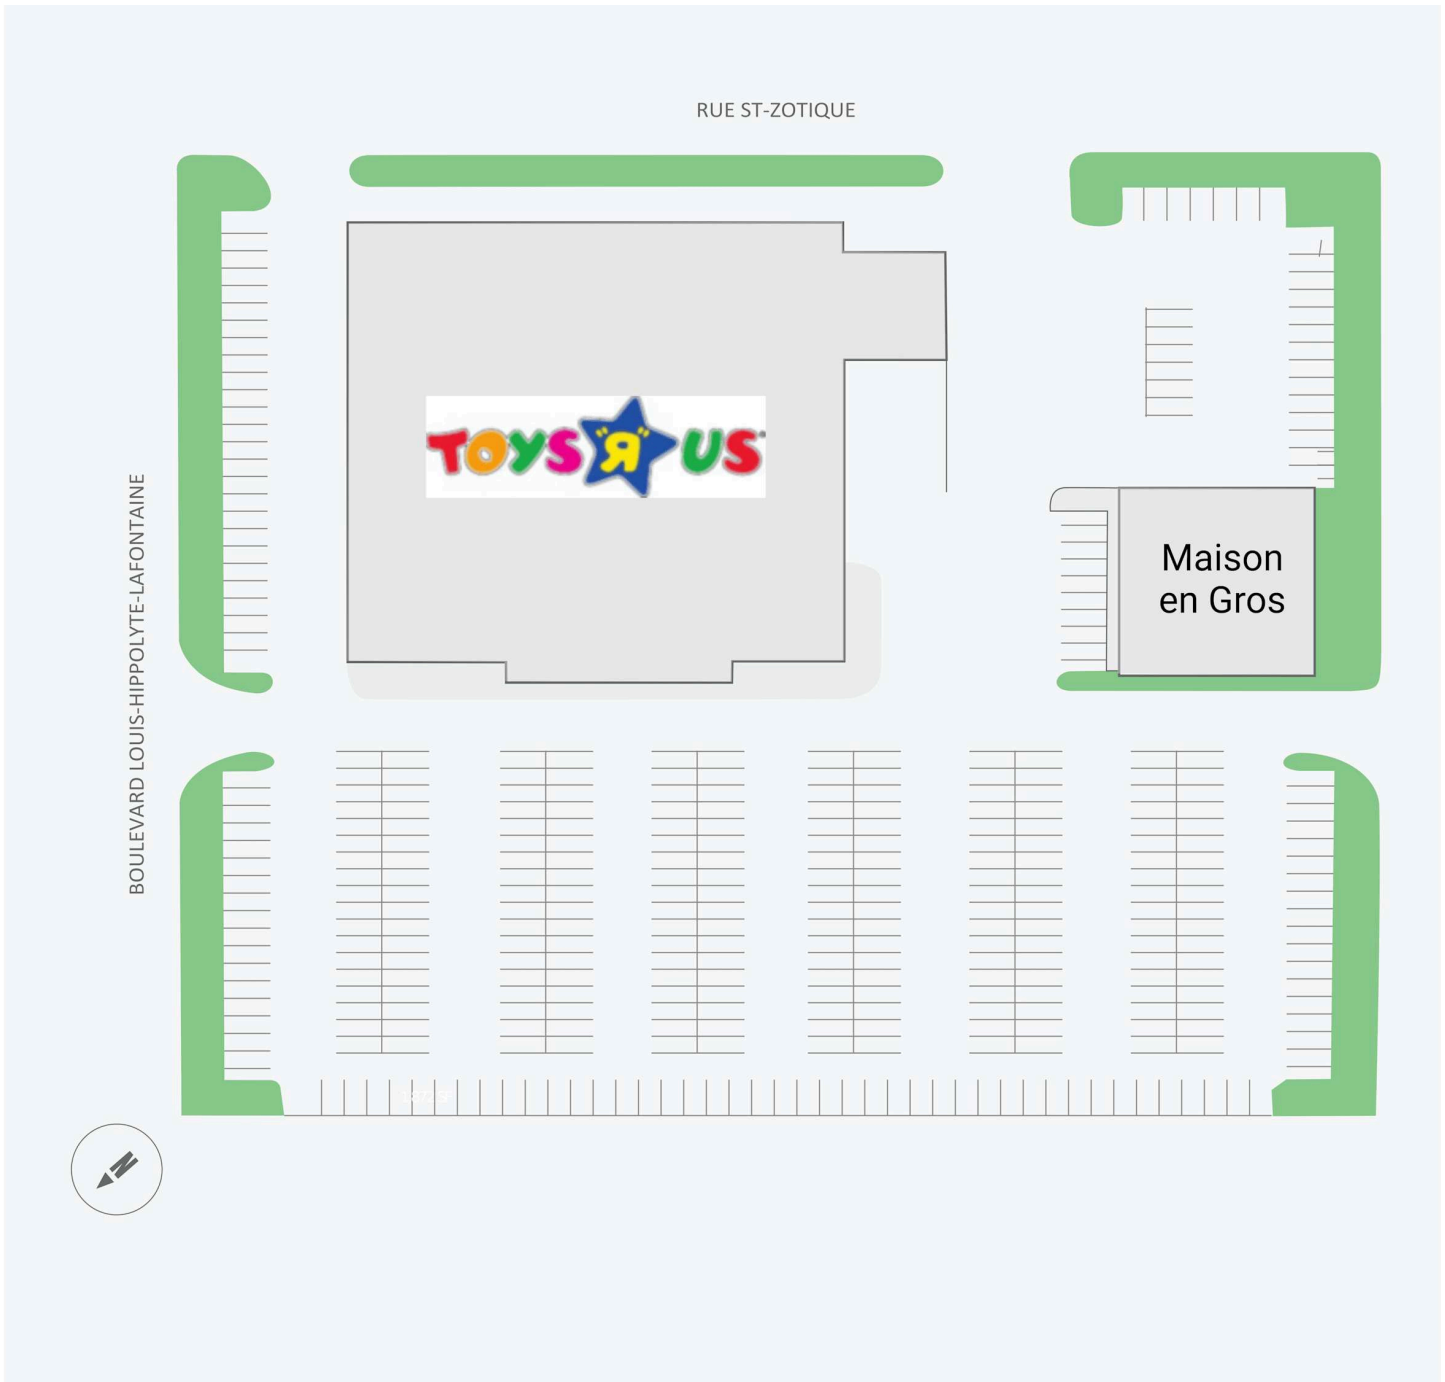 RUE ST-ZOTIQUE
TOYS R US
Maison
en Gros
BOULEVARD LOUIS-HIPPOLYTE-LAFONTAINE
N